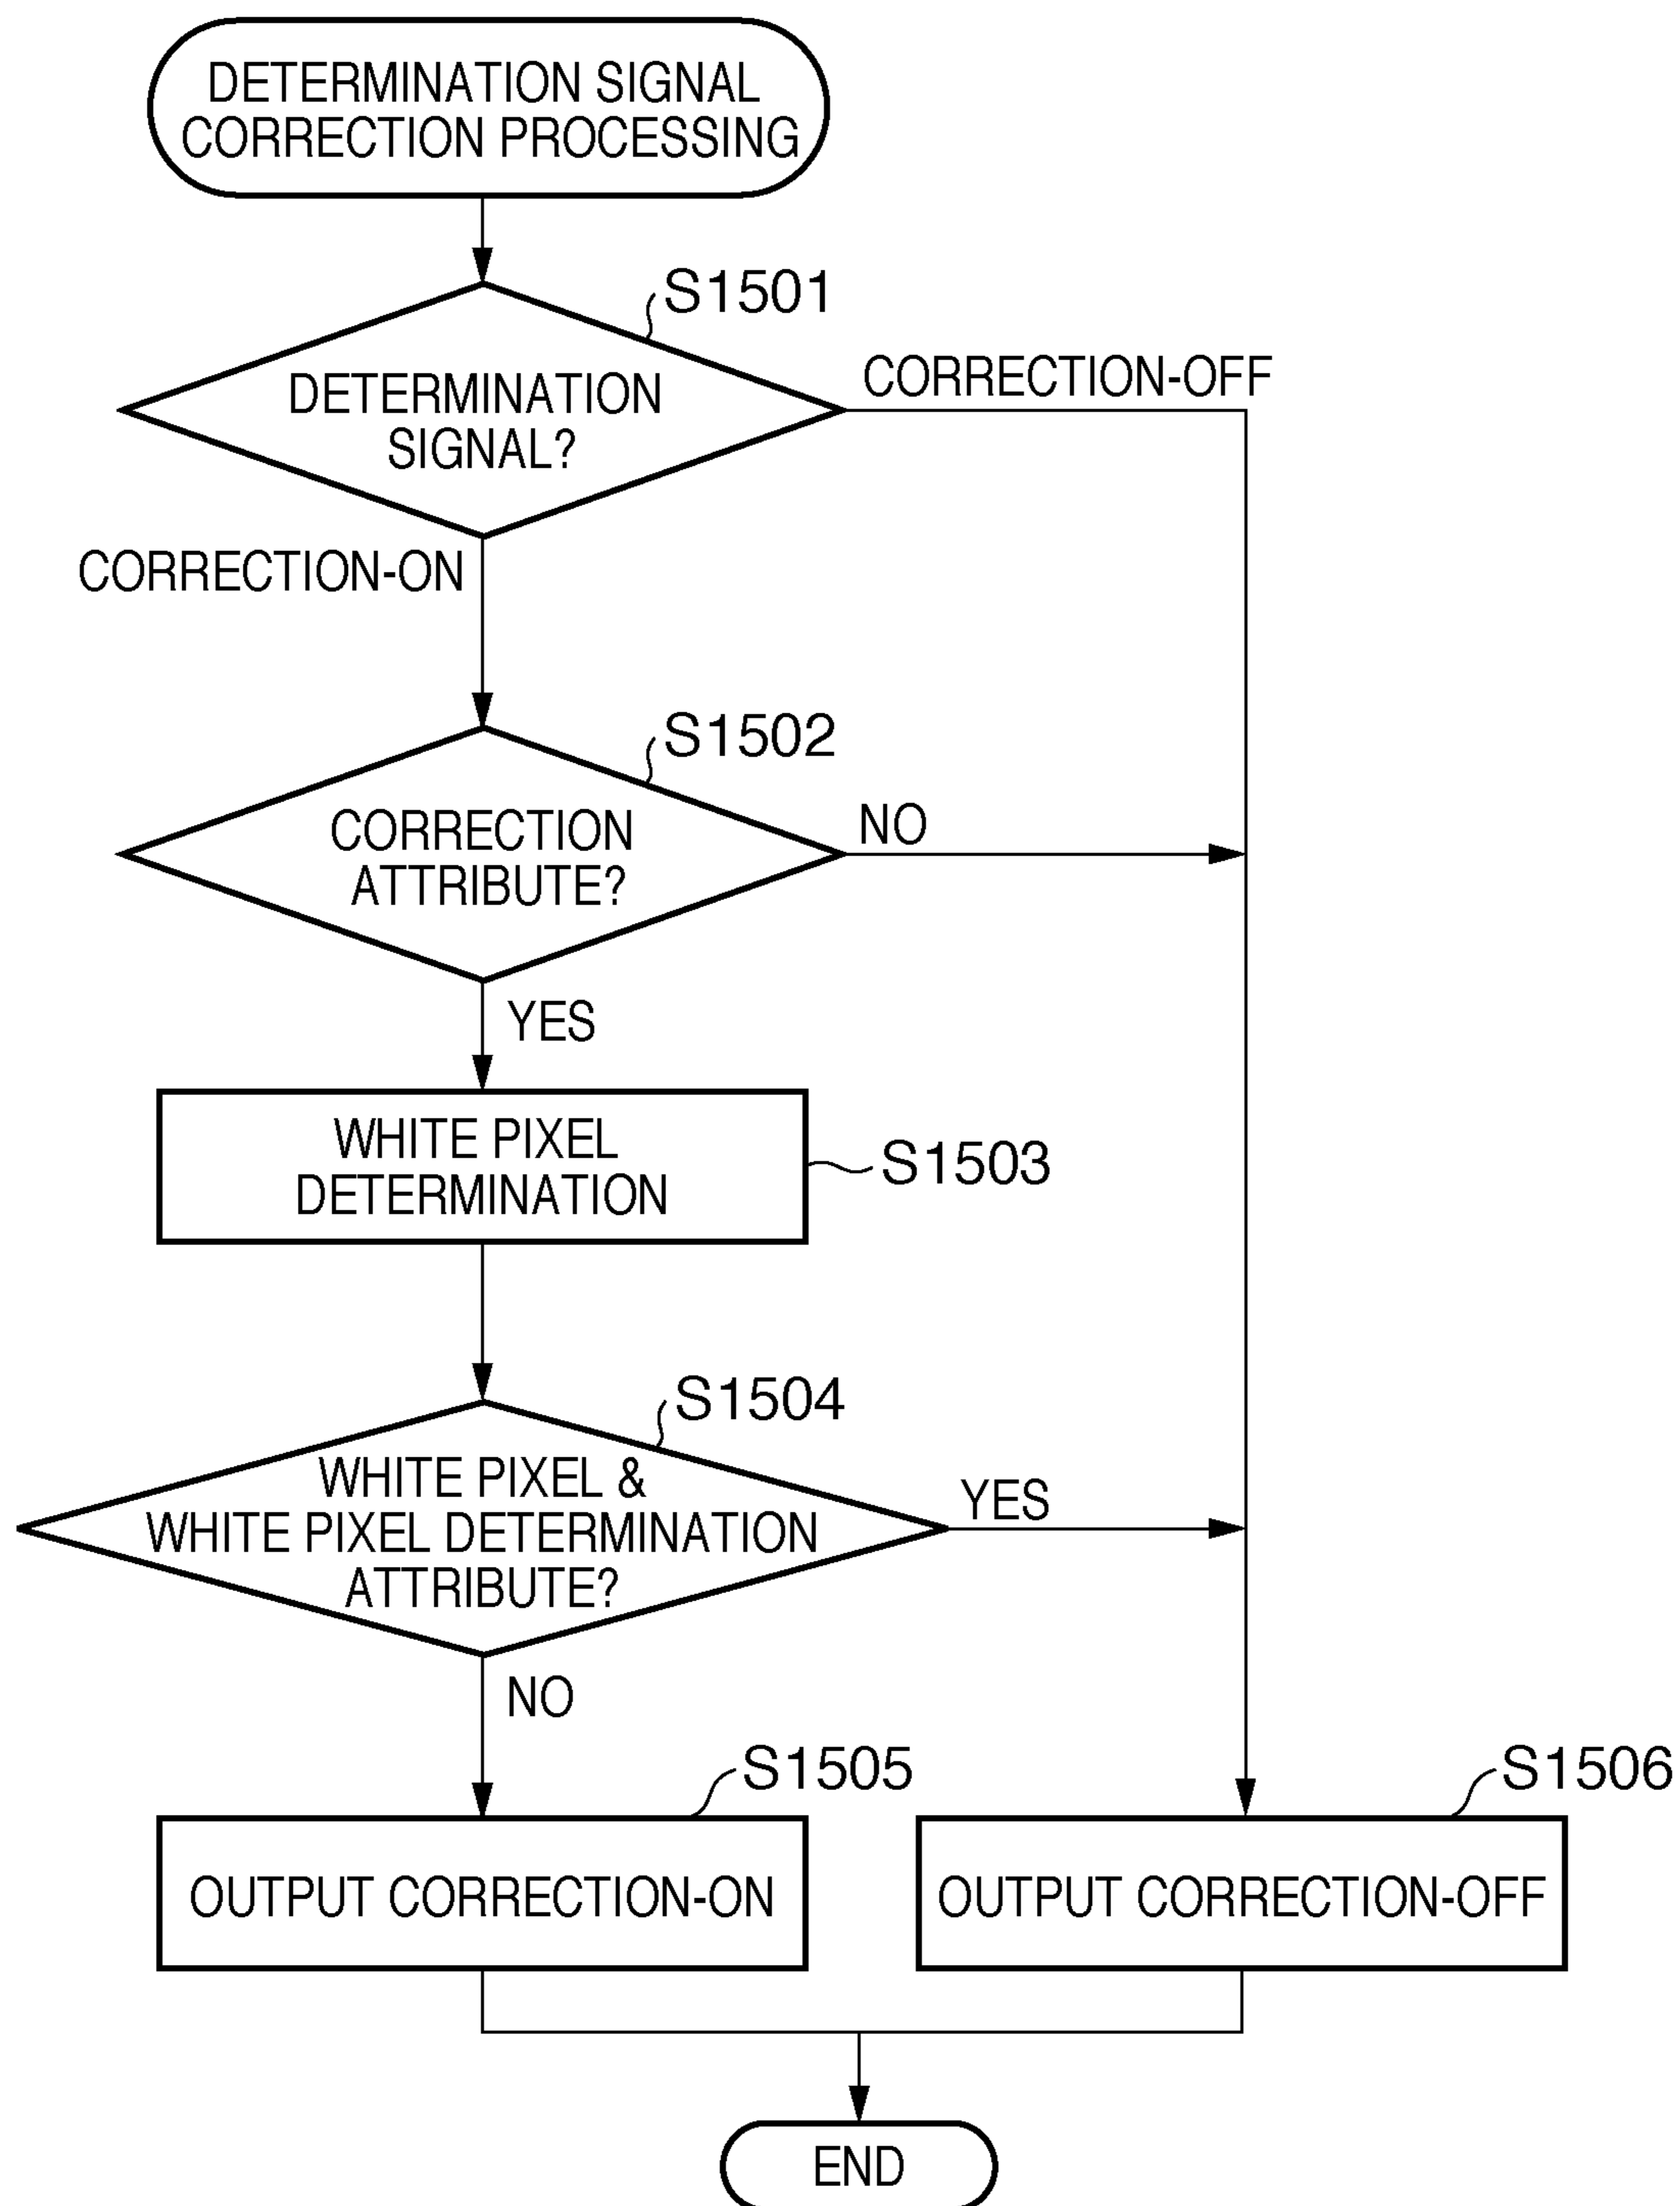 DETERMINATION SIGNAL
CORRECTION PROCESSING
S1501
DETERMINATION
SIGNAL?
CORRECTION-OFF
CORRECTION-ON
S1502
CORRECTION
ATTRIBUTE?
NO
YES
WHITE PIXEL
DETERMINATION
S1503
S1504
WHITE PIXEL &
WHITE PIXEL DETERMINATION
ATTRIBUTE?
YES
NO
S1505
S1506
OUTPUT CORRECTION-ON
OUTPUT CORRECTION-OFF
END